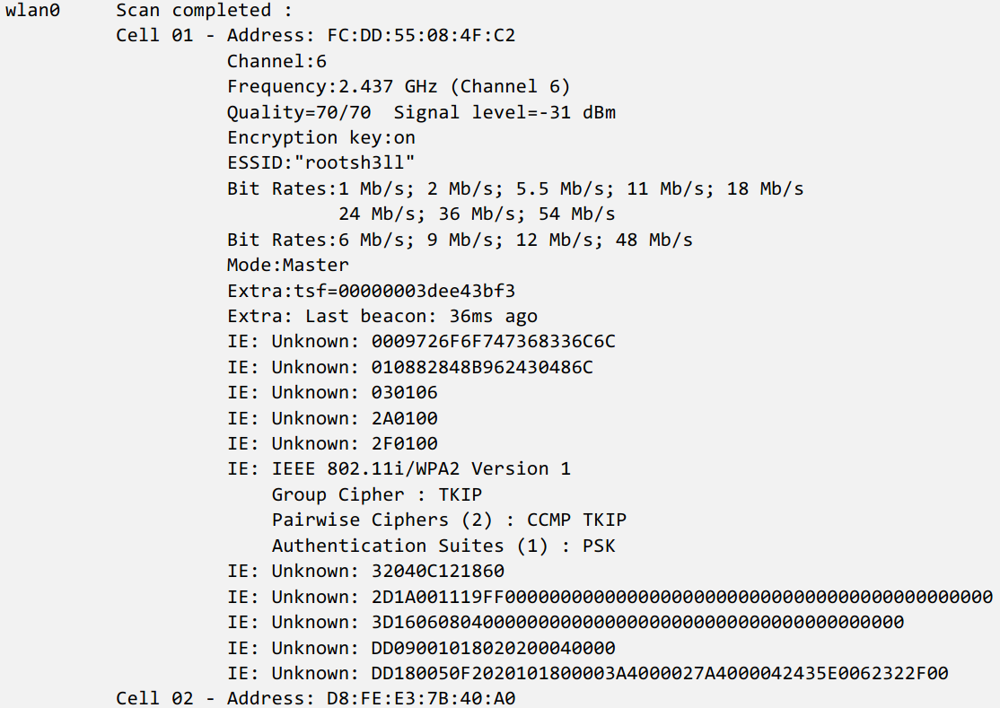 wlan0     Scan completed :
          Cell 01 - Address: FC:DD:55:08:4F:C2
                    Channel:6
                    Frequency:2.437 GHz (Channel 6)
                    Quality=70/70  Signal level=-31 dBm
                    Encryption key:on
                    ESSID:"rootsh3ll"
                    Bit Rates:1 Mb/s; 2 Mb/s; 5.5 Mb/s; 11 Mb/s; 18 Mb/s
                              24 Mb/s; 36 Mb/s; 54 Mb/s
                    Bit Rates:6 Mb/s; 9 Mb/s; 12 Mb/s; 48 Mb/s
                    Mode:Master
                    Extra:tsf=00000003dee43bf3
                    Extra: Last beacon: 36ms ago
                    IE: Unknown: 0009726F6F747368336C6C
                    IE: Unknown: 010882848B962430486C
                    IE: Unknown: 030106
                    IE: Unknown: 2A0100
                    IE: Unknown: 2F0100
                    IE: IEEE 802.11i/WPA2 Version 1
                        Group Cipher : TKIP
                        Pairwise Ciphers (2) : CCMP TKIP
                        Authentication Suites (1) : PSK
                    IE: Unknown: 32040C121860
                    IE: Unknown: 2D1A001119FF00000000000000000000000000000000000000000000
                    IE: Unknown: 3D1606080400000000000000000000000000000000000000
                    IE: Unknown: DD09001018020200040000
                    IE: Unknown: DD180050F2020101800003A4000027A4000042435E0062322F00
          Cell 02 - Address: D8:FE:E3:7B:40:A0